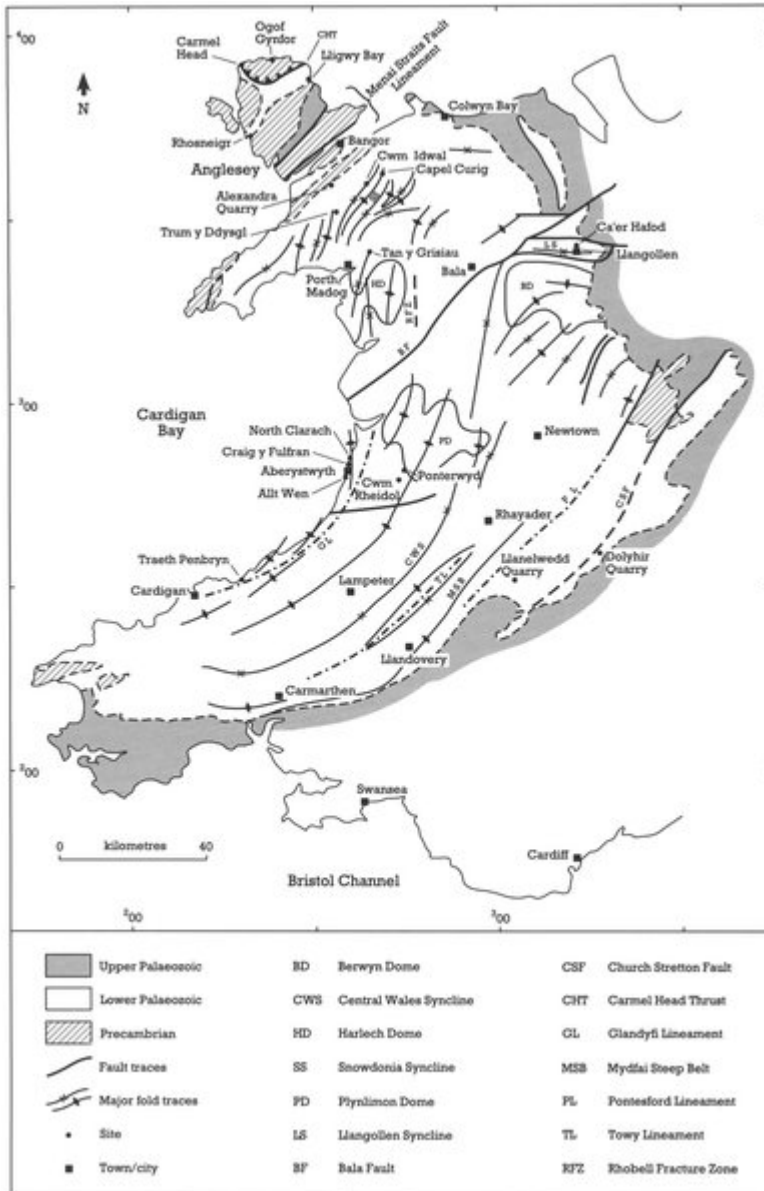 ⁴00
N
Ogof
Gynfor
Carmel
Head
CHT
Lligwy Bay
Menai Straits Fault
Lineament
Colwyn Bay
Rhosneigr
Anglesey
Bangor
Cwm Idwal
Capel Curig
Alexandra
Quarry
Trum y Ddysgl
Ca'er Hafod
LS
Llangollen
Tan y Grisiau
Bala
Porth
Madog
HD
RFZ
BD
BF
³00
Cardigan
Bay
North Clarach
Craig y Fulfran
Aberystwyth
Allt Wen
PD
Cwm
Rheidol
Ponterwyd
Newtown
Rhayader
PL
CSF
Traeth Penbryn
GL
Cardigan
Lampeter
CWS
TL
MSB
Llanelwedd
Quarry
Dolyhir
Quarry
Llandovery
Carmarthen
²00
Swansea
0 kilometres 40
Cardiff
Bristol Channel
²00 ³00
Upper Palaeozoic BD Berwyn Dome CSF Church Stretton Fault
Lower Palaeozoic CWS Central Wales Syncline CHT Carmel Head Thrust
Precambrian HD Harlech Dome GL Glandyfi Lineament
Fault traces SS Snowdonia Syncline MSB Mydfai Steep Belt
Major fold traces PD Plynlimon Dome PL Pontesford Lineament
Site LS Llangollen Syncline TL Towy Lineament
Town/city BF Bala Fault RFZ Rhobell Fracture Zone